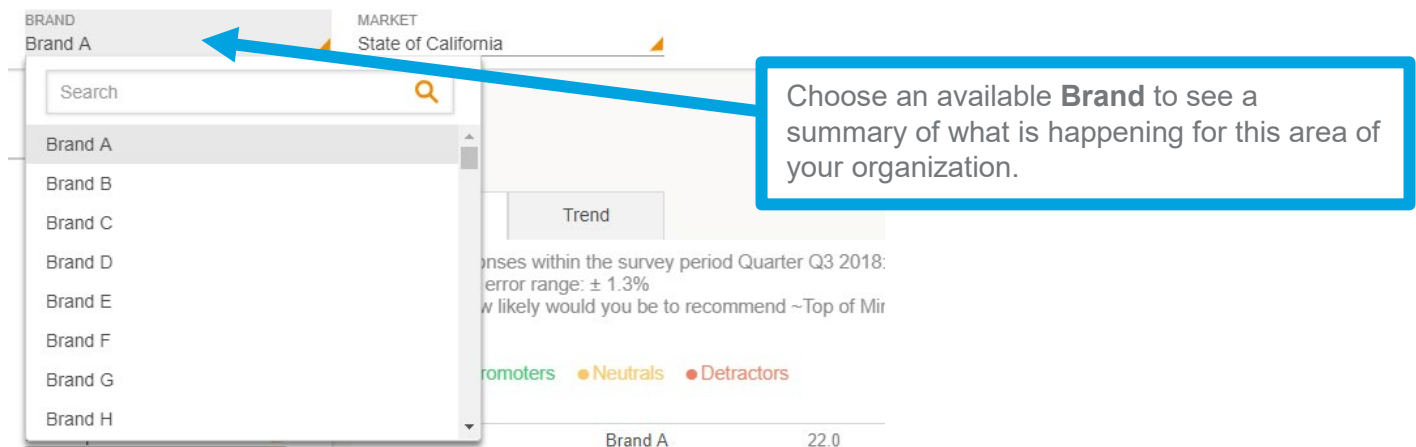 BRAND
MARKET
Brand A
State of California
Search
Brand A
Brand B
Brand C
Brand D
Brand E
Brand F
Brand G
Brand H
Choose an available Brand to see a
summary of what is happening for this area of
your organization.
Trend
within the survey period Quarter Q3 2018:
error range: ± 1.3%
likely would you be to recommend ~Top of
Neutrals Detractors
Brand A 22.0